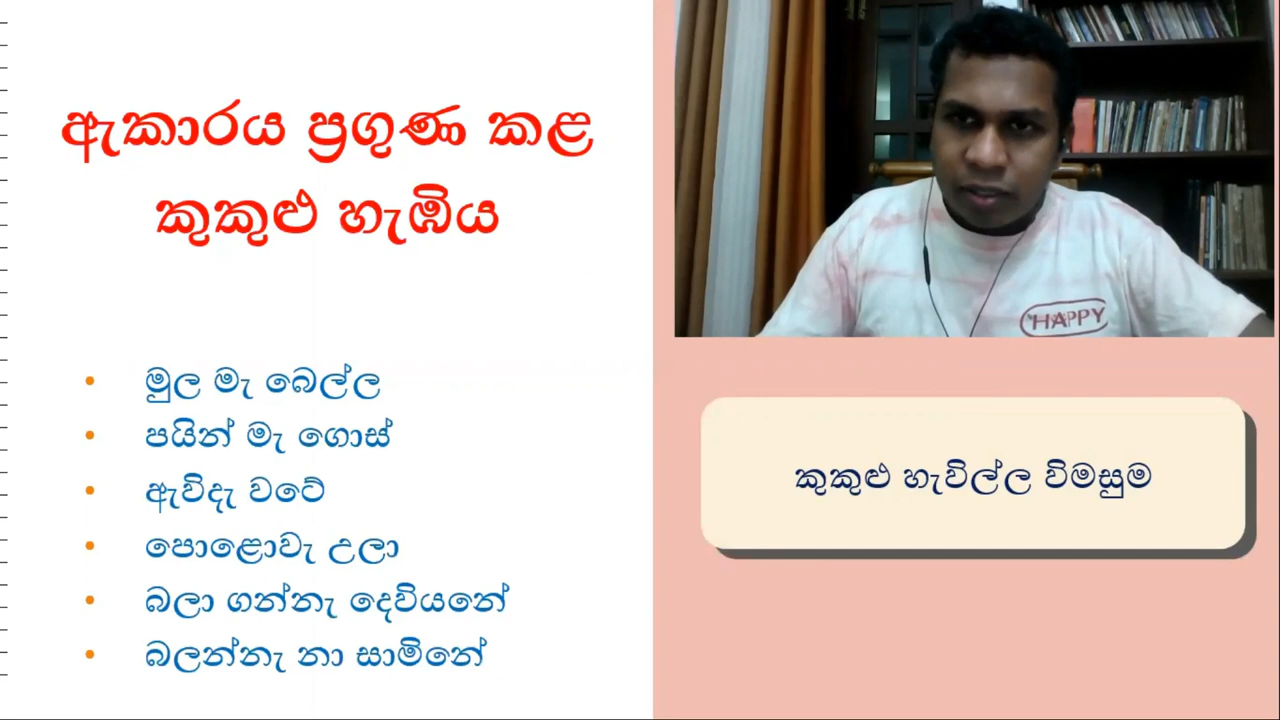 ඇකාරය ප්‍රගුණ කළ
කුකුළු හැඹිය
• මුල මැ බෙල්ල
• පයින් මැ ගොස්
• ඇවිදැ වටේ
• පොළොවැ උලා
• බලා ගන්නැ දෙවියනේ
• බලන්නැ නා සාමිනේ
HAPPY
කුකුළු හැවිල්ල විමසුම